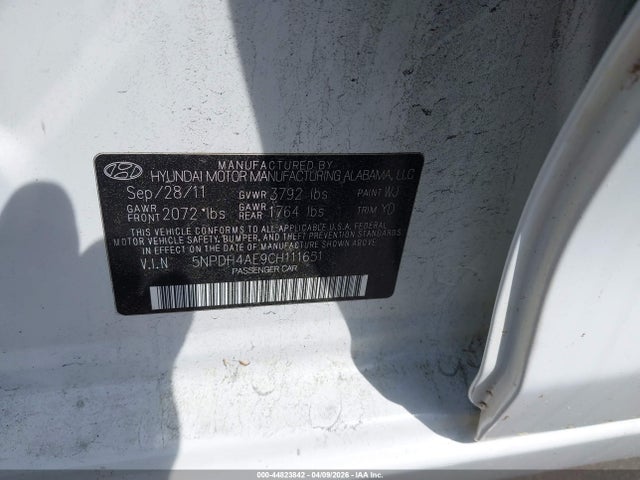 MANUFACTURED BY
HYUNDAI MOTOR MANUFACTURING ALABAMA, LLC
Sep/28/11 GVWR 3792 lbs PAINT WJ
GAWR FRONT 2072 lbs GAWR REAR 1764 lbs TRIM YD
THIS VEHICLE CONFORMS TO ALL APPLICABLE U.S.A. FEDERAL
MOTOR VEHICLE SAFETY, BUMPER, AND THEFT PREVENTION
STANDARDS IN EFFECT ON THE DATE OF MANUFACTURE SHOWN ABOVE.
V.I.N 5NPDH4AE9CH111651
PASSENGER CAR
000-44823842 04/09/2026 IAA Inc.